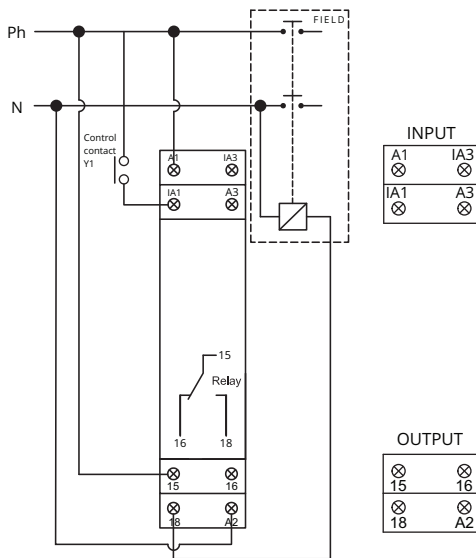 Ph
FIELD
N
Control
contact
Y1
A1 IA3
IA1 A3
15
Relay
16 18
15 16
18 A2
INPUT
A1 IA3
IA1 A3
OUTPUT
15 16
18 A2